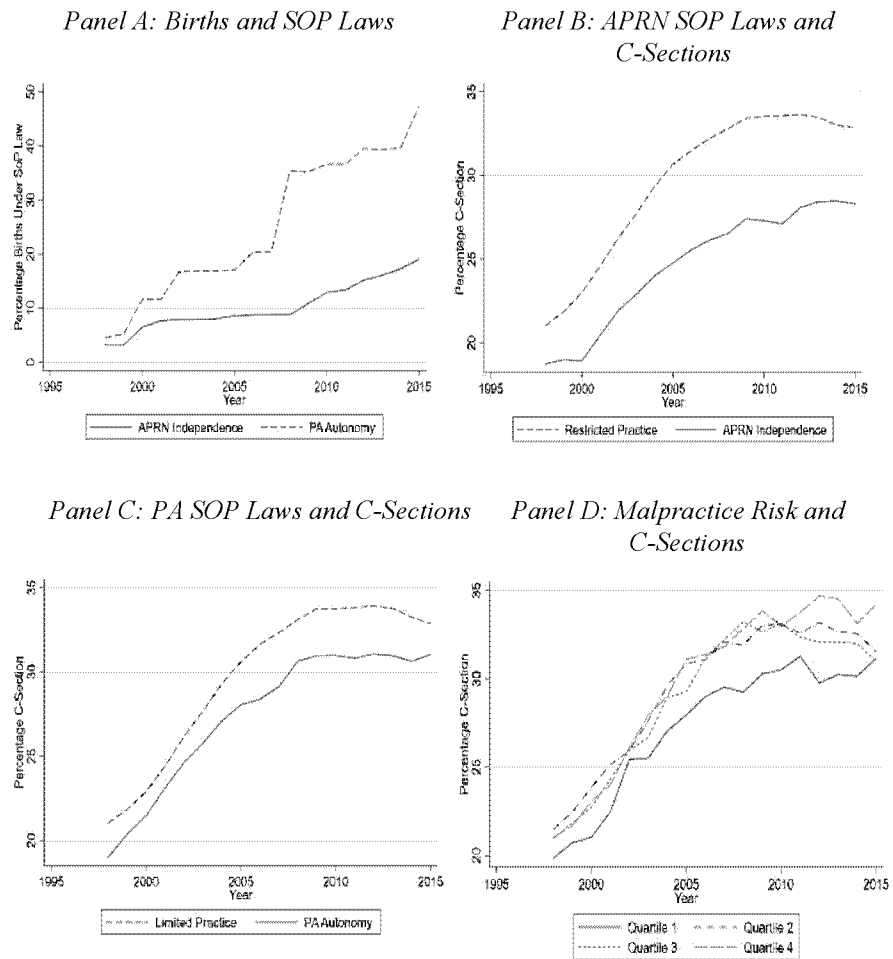 Panel A: Births and SOP Laws
Panel B: APRN SOP Laws and
C-Sections
Percentage Births Under SoP Law
50
40
30
20
10
0
1995 2000 2005 2010 2015
Year
APRN Independence PA Autonomy
Percentage C-Section
35
30
25
20
1995 2000 2005 2010 2015
Year
Restricted Practice APRN Independence
Panel C: PA SOP Laws and C-Sections
Panel D: Malpractice Risk and
C-Sections
Percentage C-Section
35
30
25
20
1995 2000 2005 2010 2015
Year
Limited Practice PA Autonomy
Percentage C-Section
35
30
25
20
1995 2000 2005 2010 2015
Year
Quartile 1 Quartile 2
Quartile 3 Quartile 4